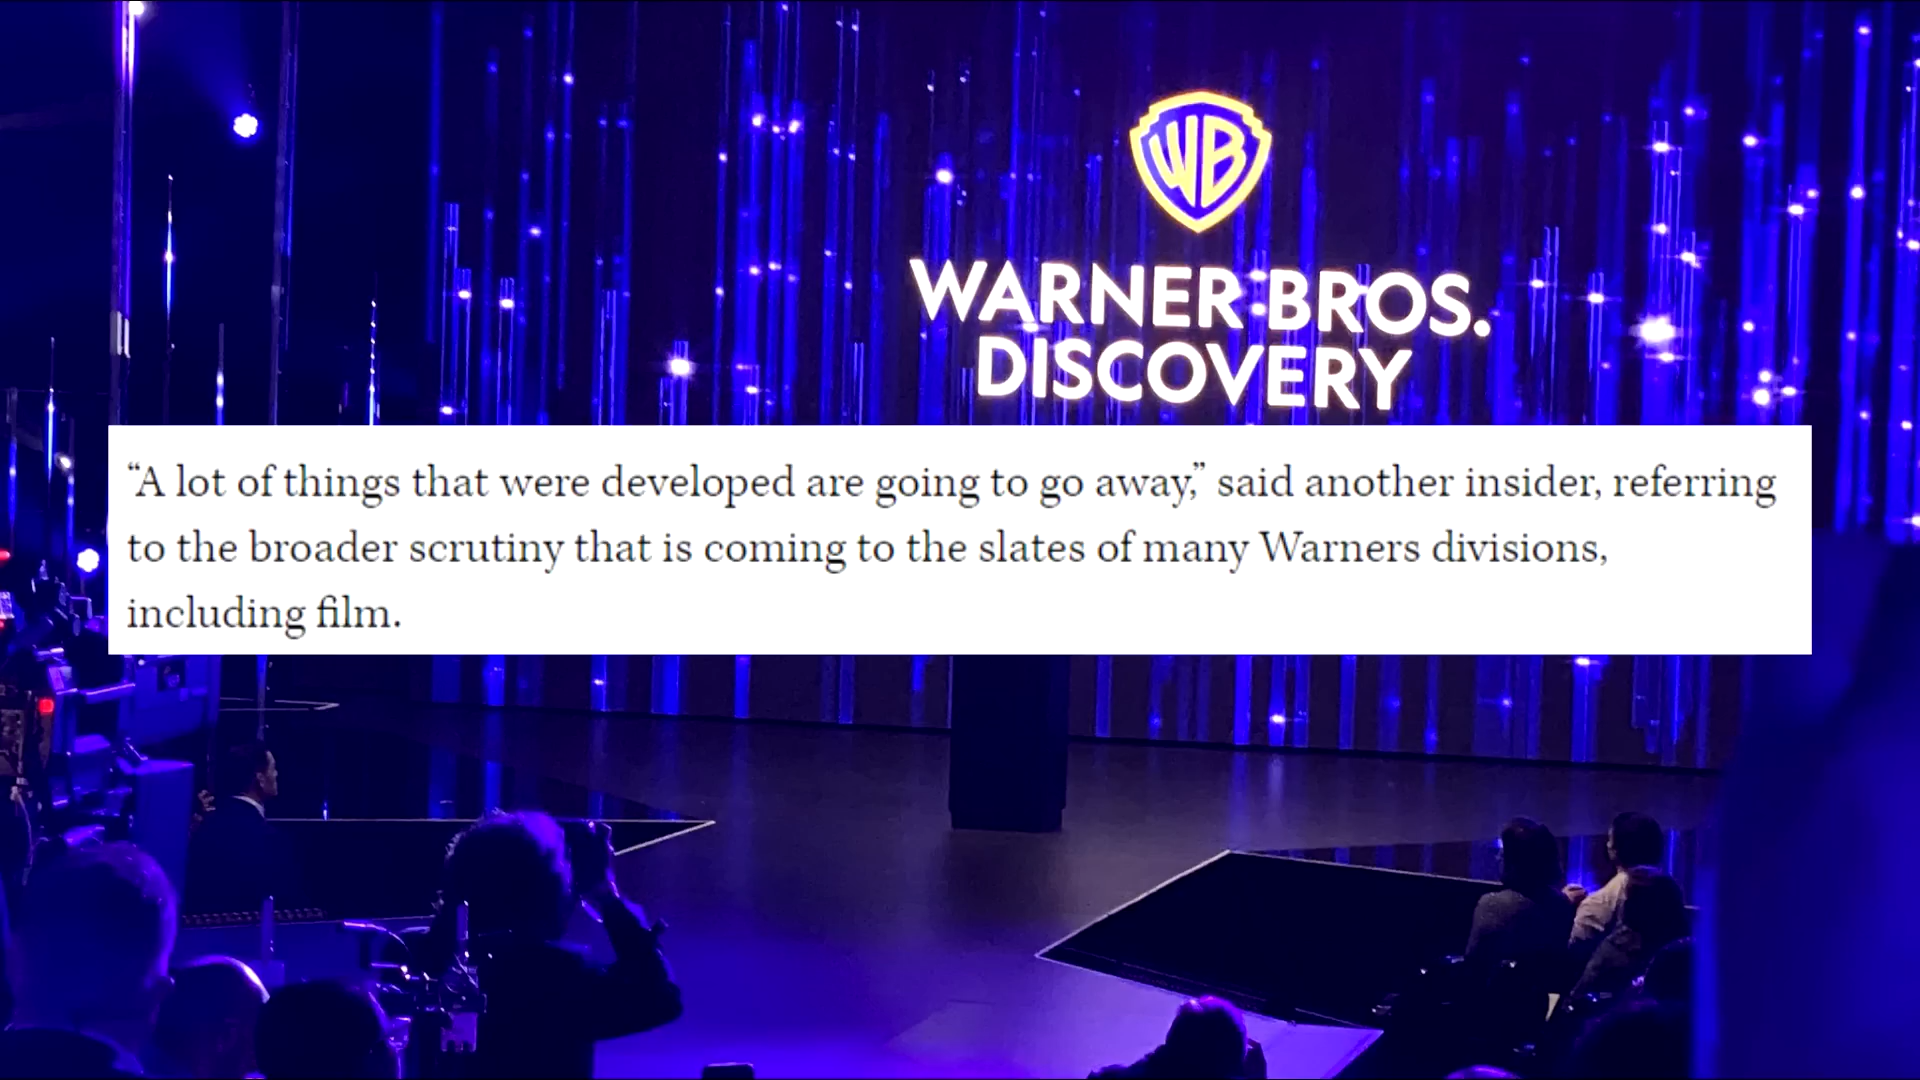 WB
WARNER BROS.
DISCOVERY
“A lot of things that were developed are going to go away,” said another insider, referring
to the broader scrutiny that is coming to the slates of many Warners divisions,
including film.